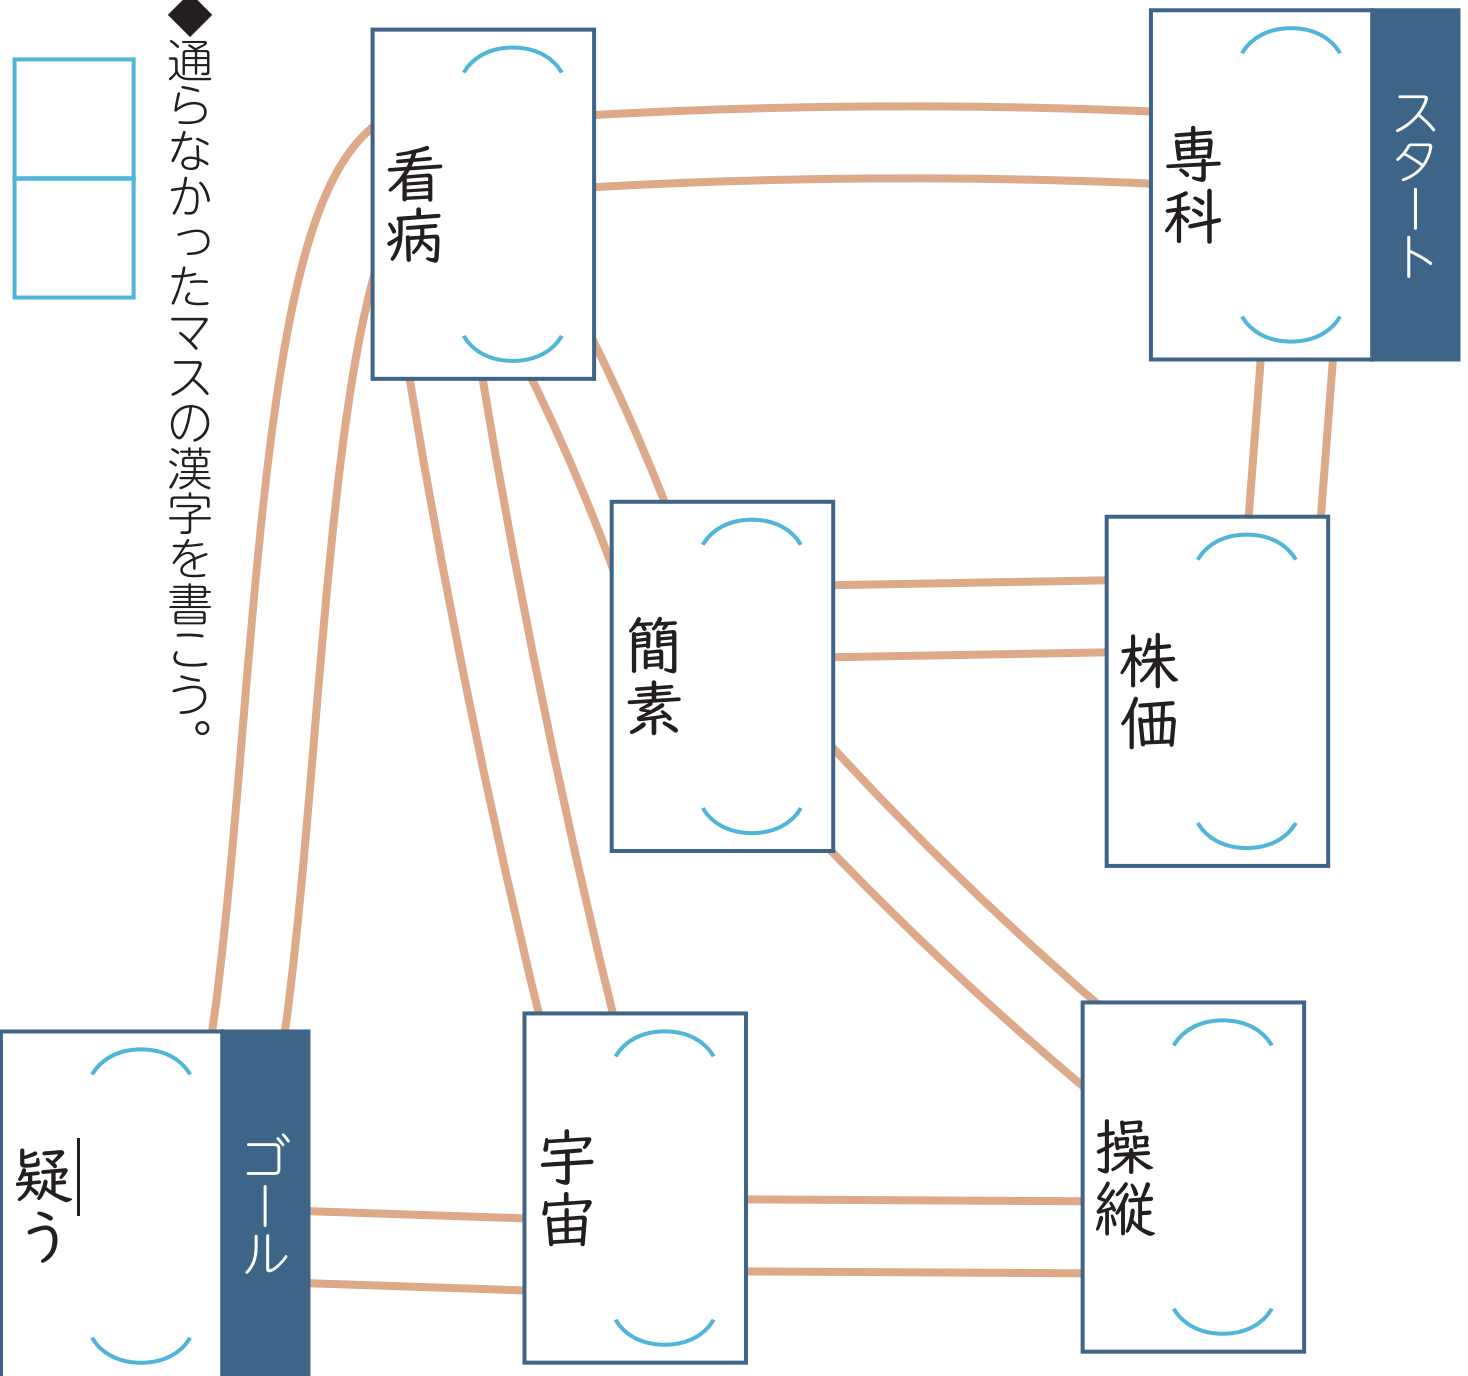 スタート
専科
看病
株価
簡素
操縦
宇宙
ゴール
疑う
◆通らなかったマスの漢字を書こう。